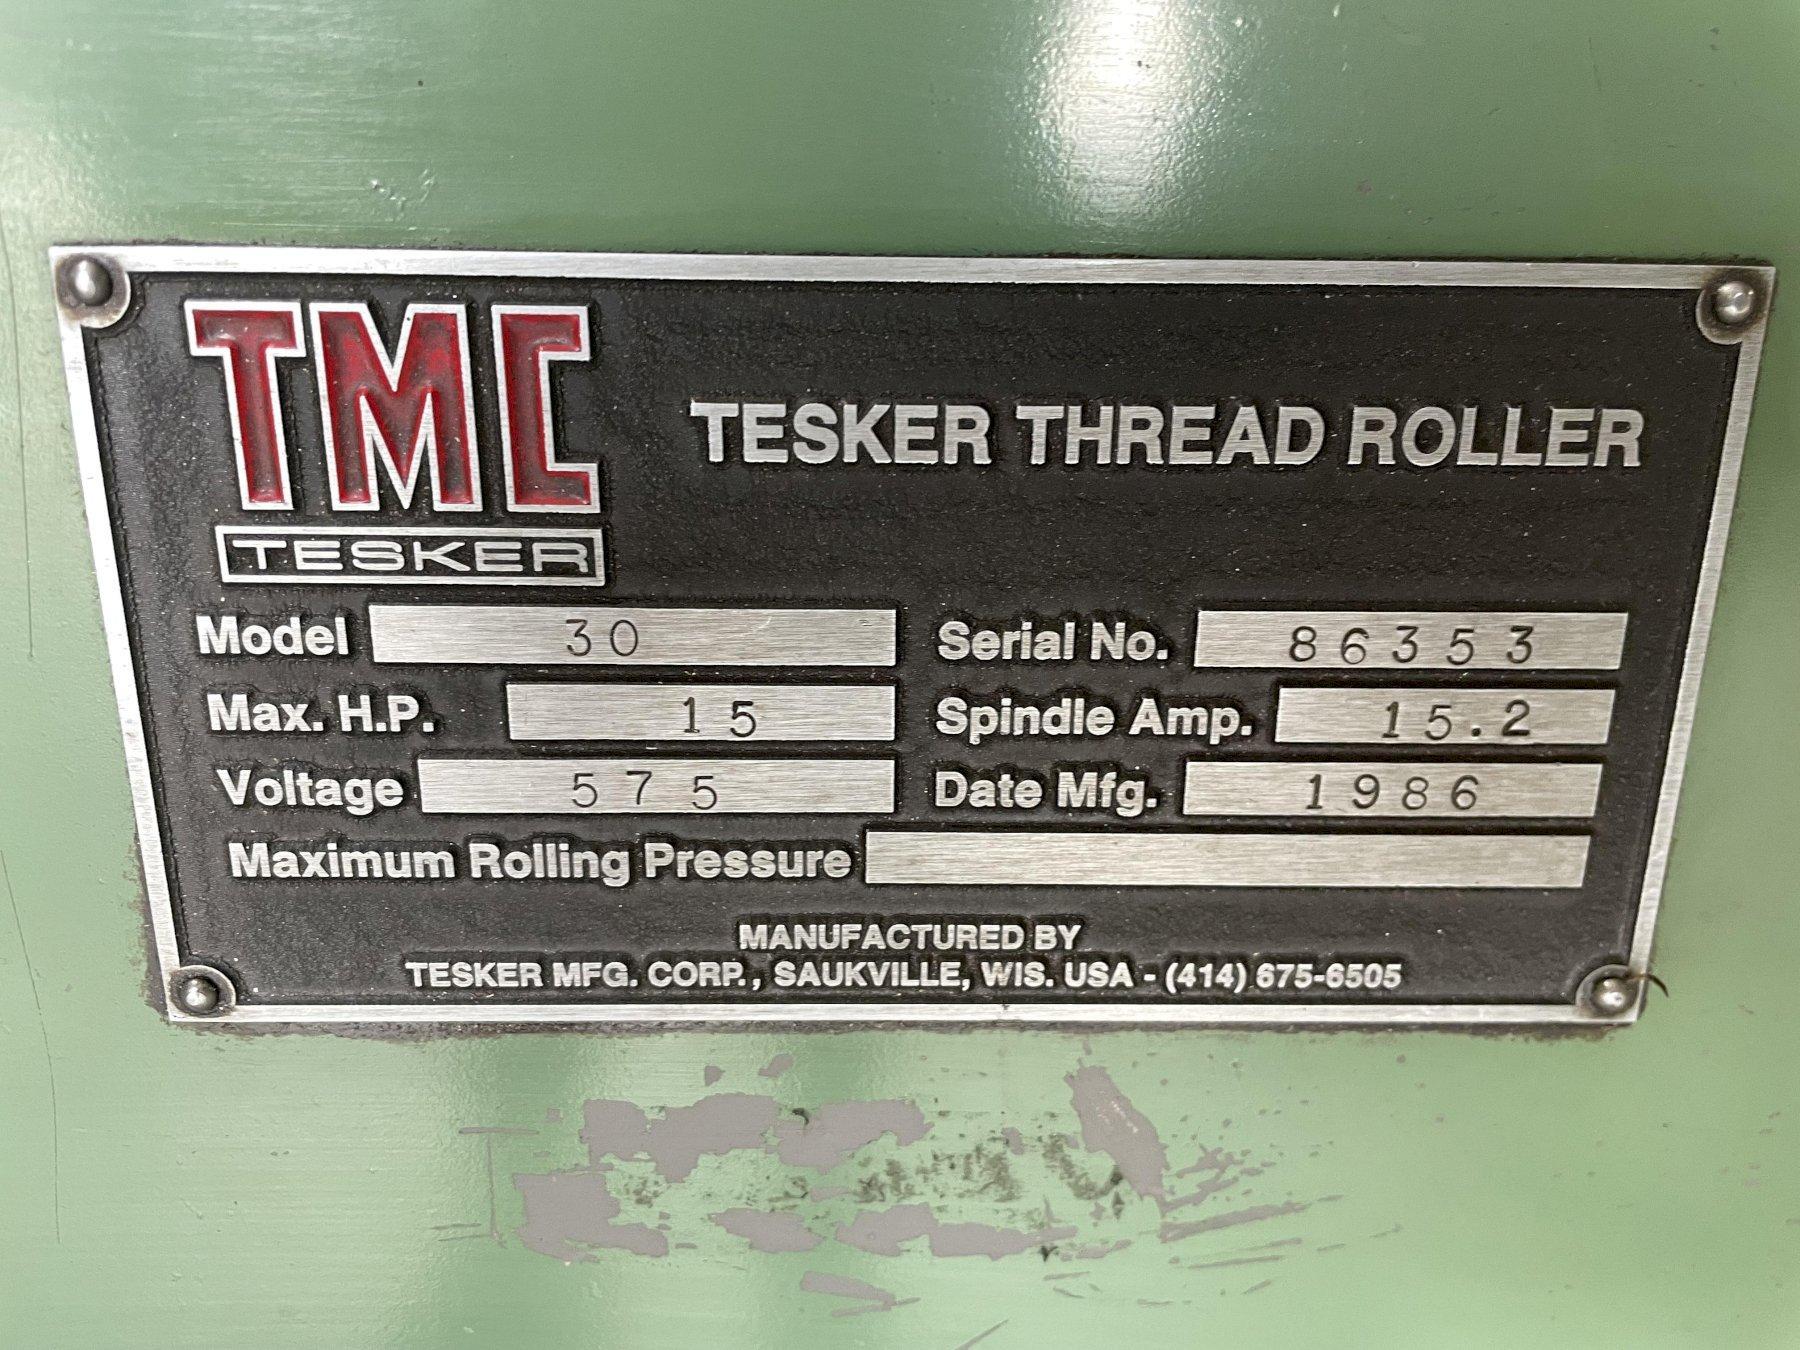 TMC
TESKER
TESKER THREAD ROLLER
Model 30 Serial No. 86353
Max. H.P. 15 Spindle Amp. 15.2
Voltage 575 Date Mfg. 1986
Maximum Rolling Pressure
MANUFACTURED BY
TESKER MFG. CORP., SAUKVILLE, WIS. USA - (414) 675-6505